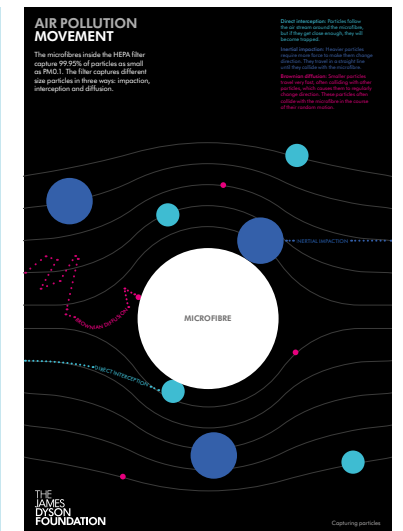 AIR POLLUTION
MOVEMENT
The microfibres inside the HEPA filter
capture 99.95% of particles as small
as PM0.1. The filter captures different
size particles in three ways: impaction,
interception and diffusion.
Direct interception: Particles follow
the air stream around the microfibre,
but if they get close enough, they will
become trapped.
Inertial impaction: Heavier particles
require more force to make them change
direction. They travel in a straight line
until they collide with the microfibre.
Brownian diffusion: Smaller particles
travel very fast, often colliding with other
particles, which causes them to regularly
change direction. These particles often
collide with the microfibre in the course
of their random motion.
INERTIAL IMPACTION
MICROFIBRE
BROWNIAN DIFFUSION
DIRECT INTERCEPTION
THE
JAMES
DYSON
FOUNDATION
Capturing particles